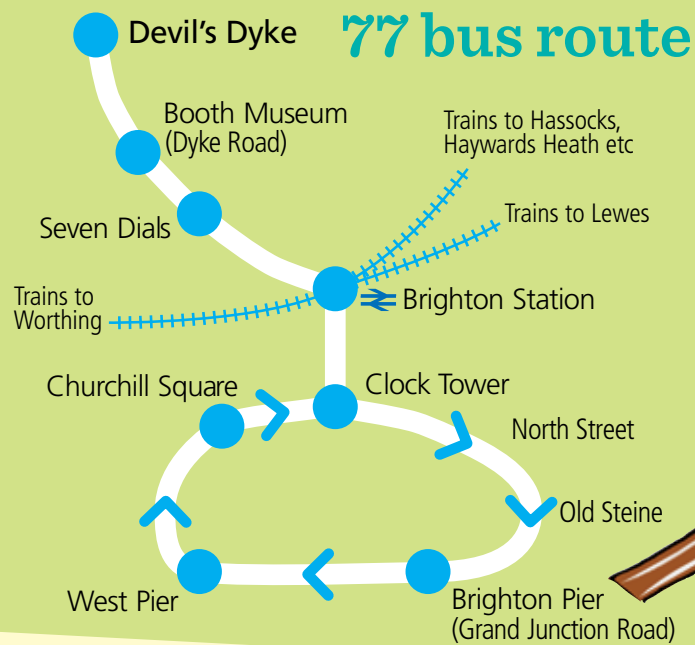 77 bus route
Devil's Dyke
Booth Museum
(Dyke Road)
Trains to Hassocks,
Haywards Heath etc
Seven Dials
Trains to Lewes
Trains to
Worthing
Brighton Station
Churchill Square
Clock Tower
North Street
Old Steine
West Pier
Brighton Pier
(Grand Junction Road)